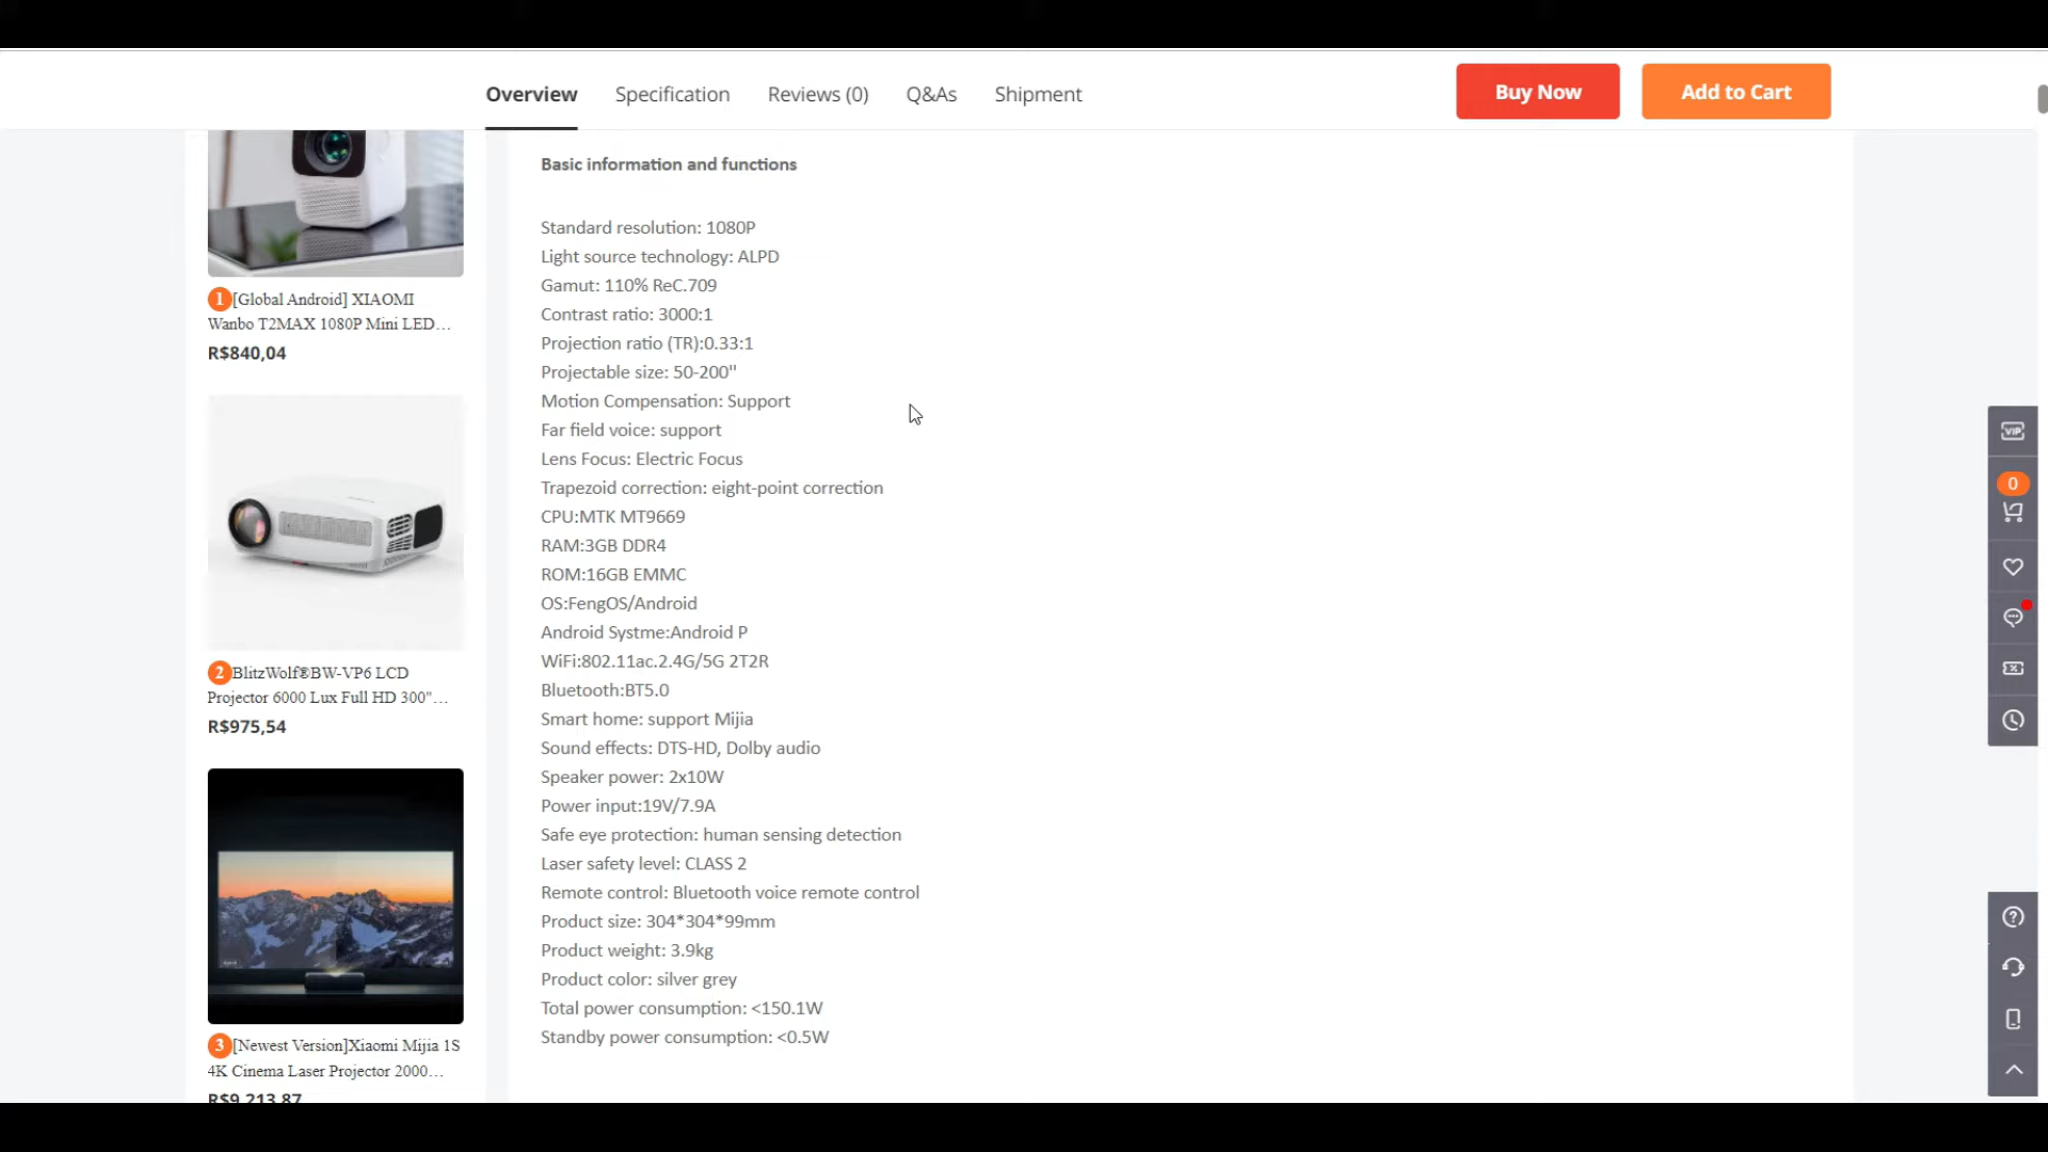 Overview
Specification
Reviews (0)
Q&As
Shipment
Buy Now
Add to Cart
1 [Global Android] XIAOMI
Wanbo T2MAX 1080P Mini LED...
R$840,04
2 BlitzWolf®BW-VP6 LCD
Projector 6000 Lux Full HD 300"...
R$975,54
3 [Newest Version]Xiaomi Mijia 1S
4K Cinema Laser Projector 2000...
R$9.213,87
Basic information and functions
Standard resolution: 1080P
Light source technology: ALPD
Gamut: 110% ReC.709
Contrast ratio: 3000:1
Projection ratio (TR):0.33:1
Projectable size: 50-200"
Motion Compensation: Support
Far field voice: support
Lens Focus: Electric Focus
Trapezoid correction: eight-point correction
CPU:MTK MT9669
RAM:3GB DDR4
ROM:16GB EMMC
OS:FengOS/Android
Android Systme:Android P
WiFi:802.11ac.2.4G/5G 2T2R
Bluetooth:BT5.0
Smart home: support Mijia
Sound effects: DTS-HD, Dolby audio
Speaker power: 2x10W
Power input:19V/7.9A
Safe eye protection: human sensing detection
Laser safety level: CLASS 2
Remote control: Bluetooth voice remote control
Product size: 304*304*99mm
Product weight: 3.9kg
Product color: silver grey
Total power consumption: <150.1W
Standby power consumption: <0.5W
VIP
0